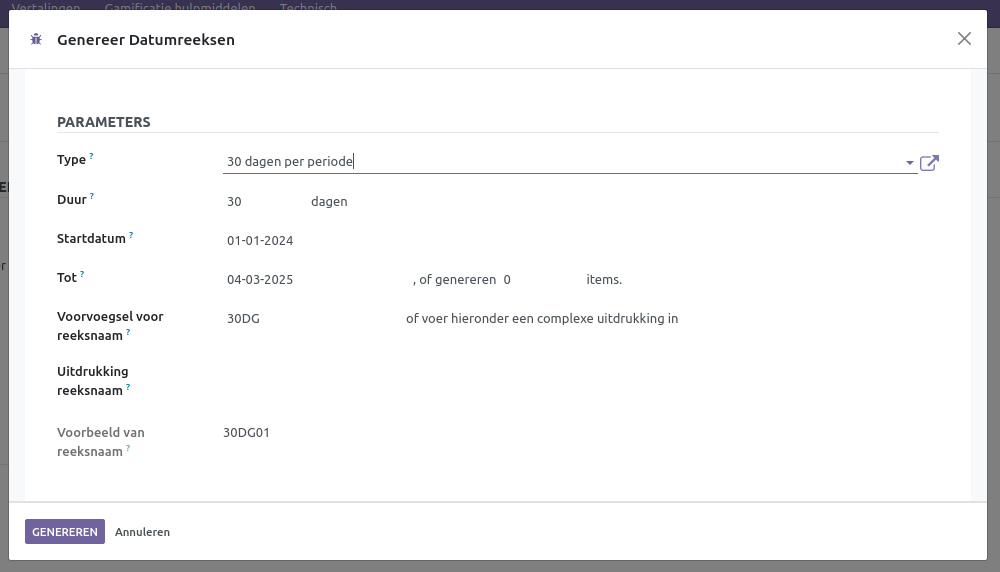 Vertalingen Gamificatie hulpmiddelen Technisch
Genereer Datumreeksen
PARAMETERS
Type ? 30 dagen per periode
Duur ? 30 dagen
Startdatum ? 01-01-2024
Tot ? 04-03-2025 , of genereren 0 items.
Voorvoegsel voor reeksnaam ? 30DG of voer hieronder een complexe uitdrukking in
Uitdrukking
reeksnaam ?
Voorbeeld van
reeksnaam ? 30DG01
GENEREREN Annuleren